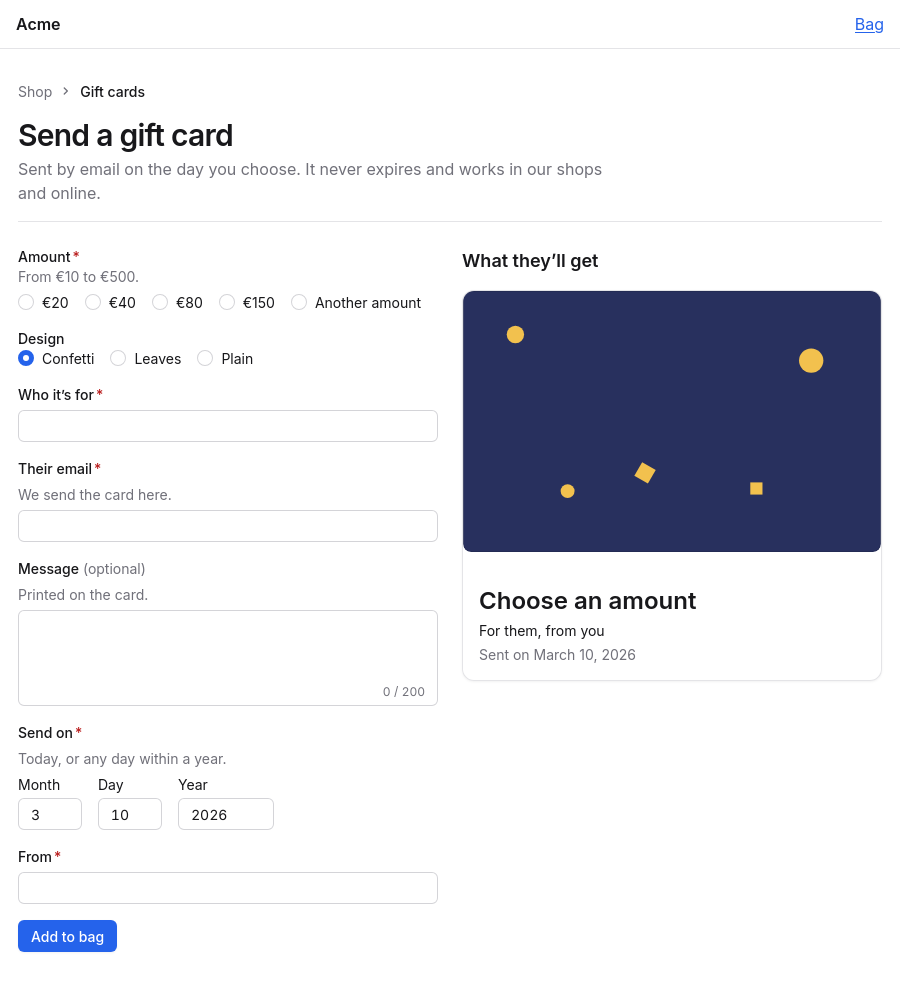 Acme
Bag
Shop
Gift cards
Send a gift card
Sent by email on the day you choose. It never expires and works in our shops
and online.
Amount*
From €10 to €500.
€20
€40
€80
€150
Another amount
Design
Confetti
Leaves
Plain
Who it’s for*
Their email*
We send the card here.
Message (optional)
Printed on the card.
0 / 200
Send on*
Today, or any day within a year.
Month
Day
Year
3
10
2026
From*
Add to bag
What they’ll get
Choose an amount
For them, from you
Sent on March 10, 2026